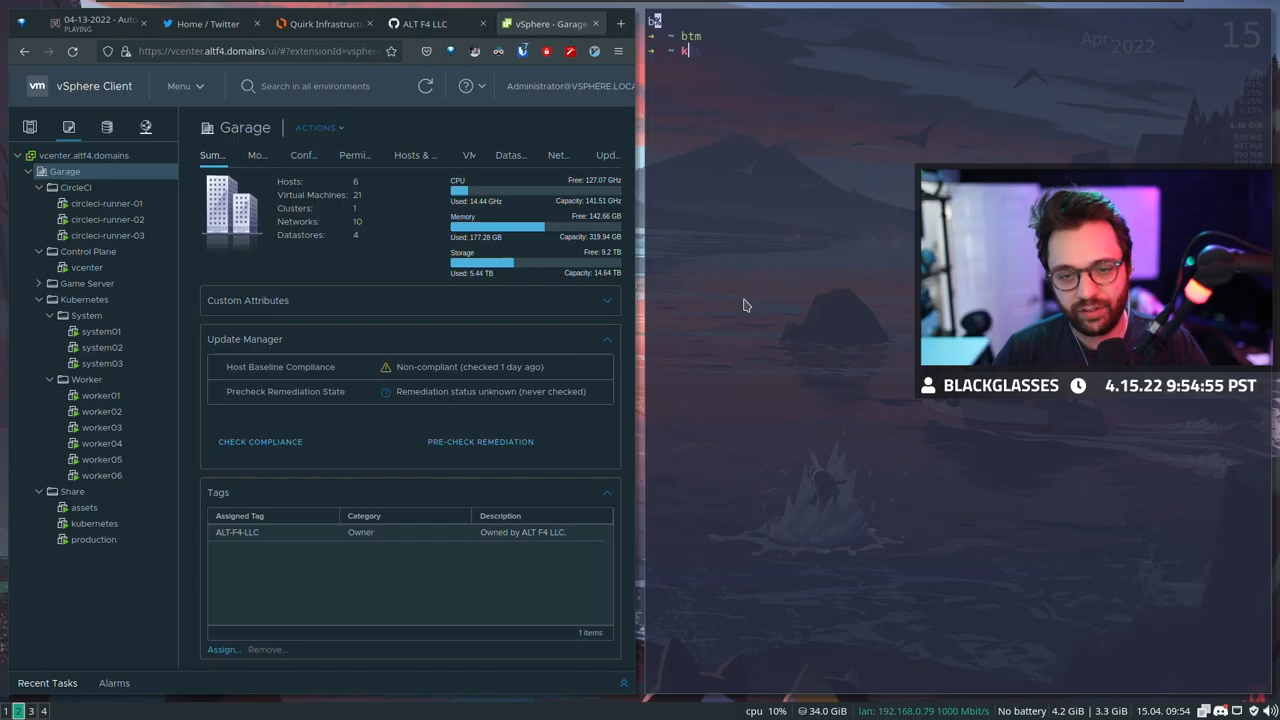 04-13-2022 - Auto
PLAYING
Home / Twitter
Quirk Infrastruct
ALT F4 LLC
vSphere - Garage
https://vcenter.altf4.domains/ui/#?extensionId=vsphere
vm vSphere Client
Menu
Search in all environments
Administrator@VSPHERE.LOCA
vcenter.altf4.domains
Garage
CircleCI
circleci-runner-01
circleci-runner-02
circleci-runner-03
Control Plane
vcenter
Game Server
Kubernetes
System
system01
system02
system03
Worker
worker01
worker02
worker03
worker04
worker05
worker06
Share
assets
kubernetes
production
Garage
ACTIONS
Sum... Mo... Conf... Permi... Hosts & ... VM Datas... Net... Upd...
Hosts: 6
Virtual Machines: 21
Clusters: 1
Networks: 10
Datastores: 4
CPU Free: 127.07 GHz
Used: 14.44 GHz Capacity: 141.51 GHz
Memory Free: 142.66 GB
Used: 177.28 GB Capacity: 319.94 GB
Storage Free: 9.2 TB
Used: 5.44 TB Capacity: 14.64 TB
Custom Attributes
Update Manager
Host Baseline Compliance Non-compliant (checked 1 day ago)
Precheck Remediation State Remediation status unknown (never checked)
CHECK COMPLIANCE PRE-CHECK REMEDIATION
Tags
Assigned Tag Category Description
ALT-F4-LLC Owner Owned by ALT F4 LLC.
1 items
Assign... Remove...
Recent Tasks Alarms
~ btm
~ k
Apr 2022 15
4.46 GiB
BLACKGLASSES 4.15.22 9:54:55 PST
1 2 3 4
cpu 10% 34.0 GiB lan: 192.168.0.79 1000 Mbit/s No battery 4.2 GiB | 3.3 GiB 15.04. 09:54